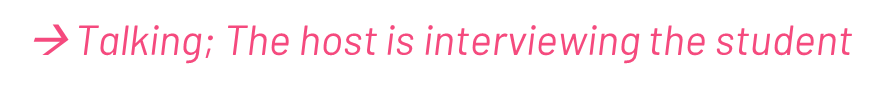 → Talking; The host is interviewing the student